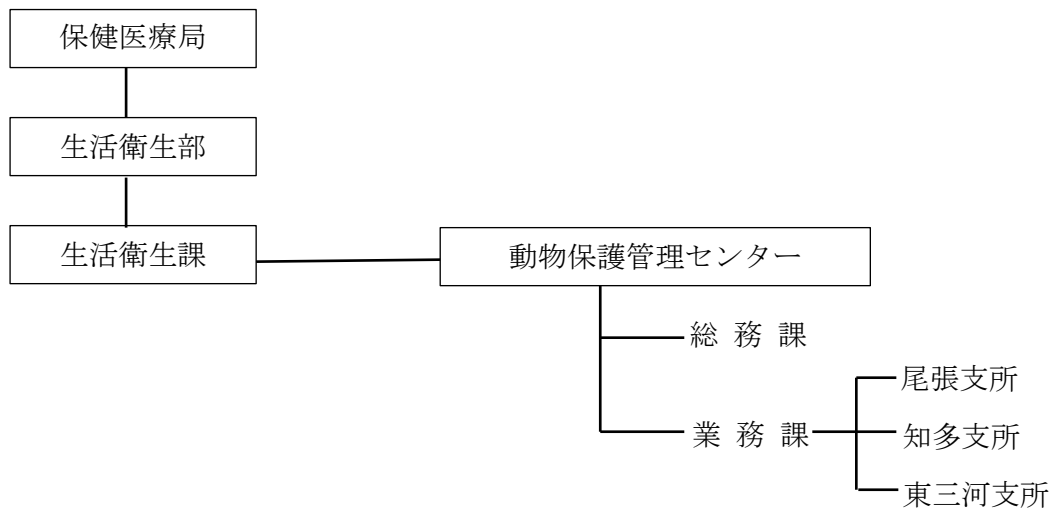 保健医療局
生活衛生部
生活衛生課
動物保護管理センター
総 務 課
業 務 課
尾張支所
知多支所
東三河支所